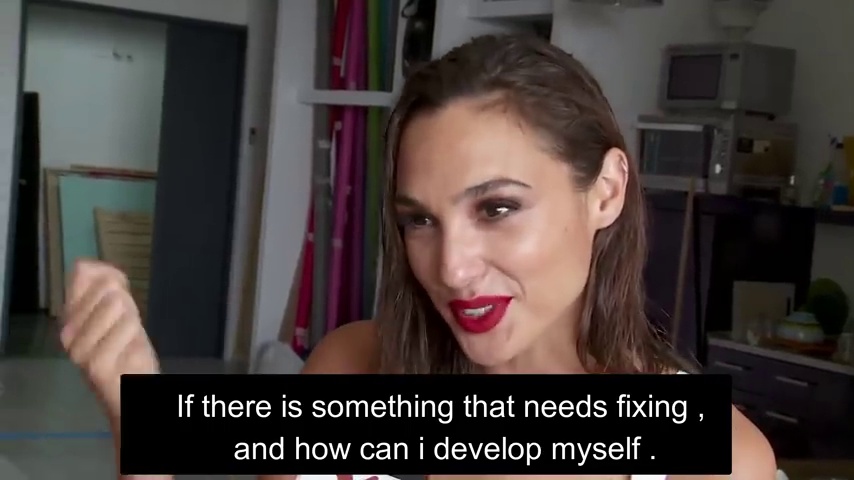 If there is something that needs fixing ,
and how can i develop myself .